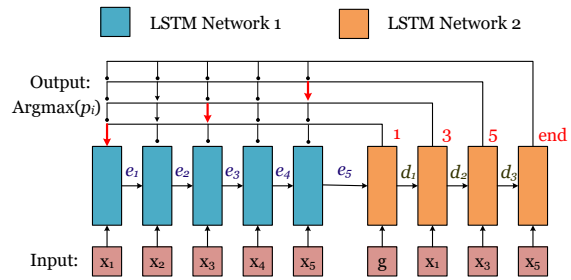 LSTM Network 1 LSTM Network 2
Output:
Argmax(pᵢ)
1 3 5 end
e₁ e₂ e₃ e₄ e₅ d₁ d₂ d₃
Input: x₁ x₂ x₃ x₄ x₅ g x₁ x₃ x₅